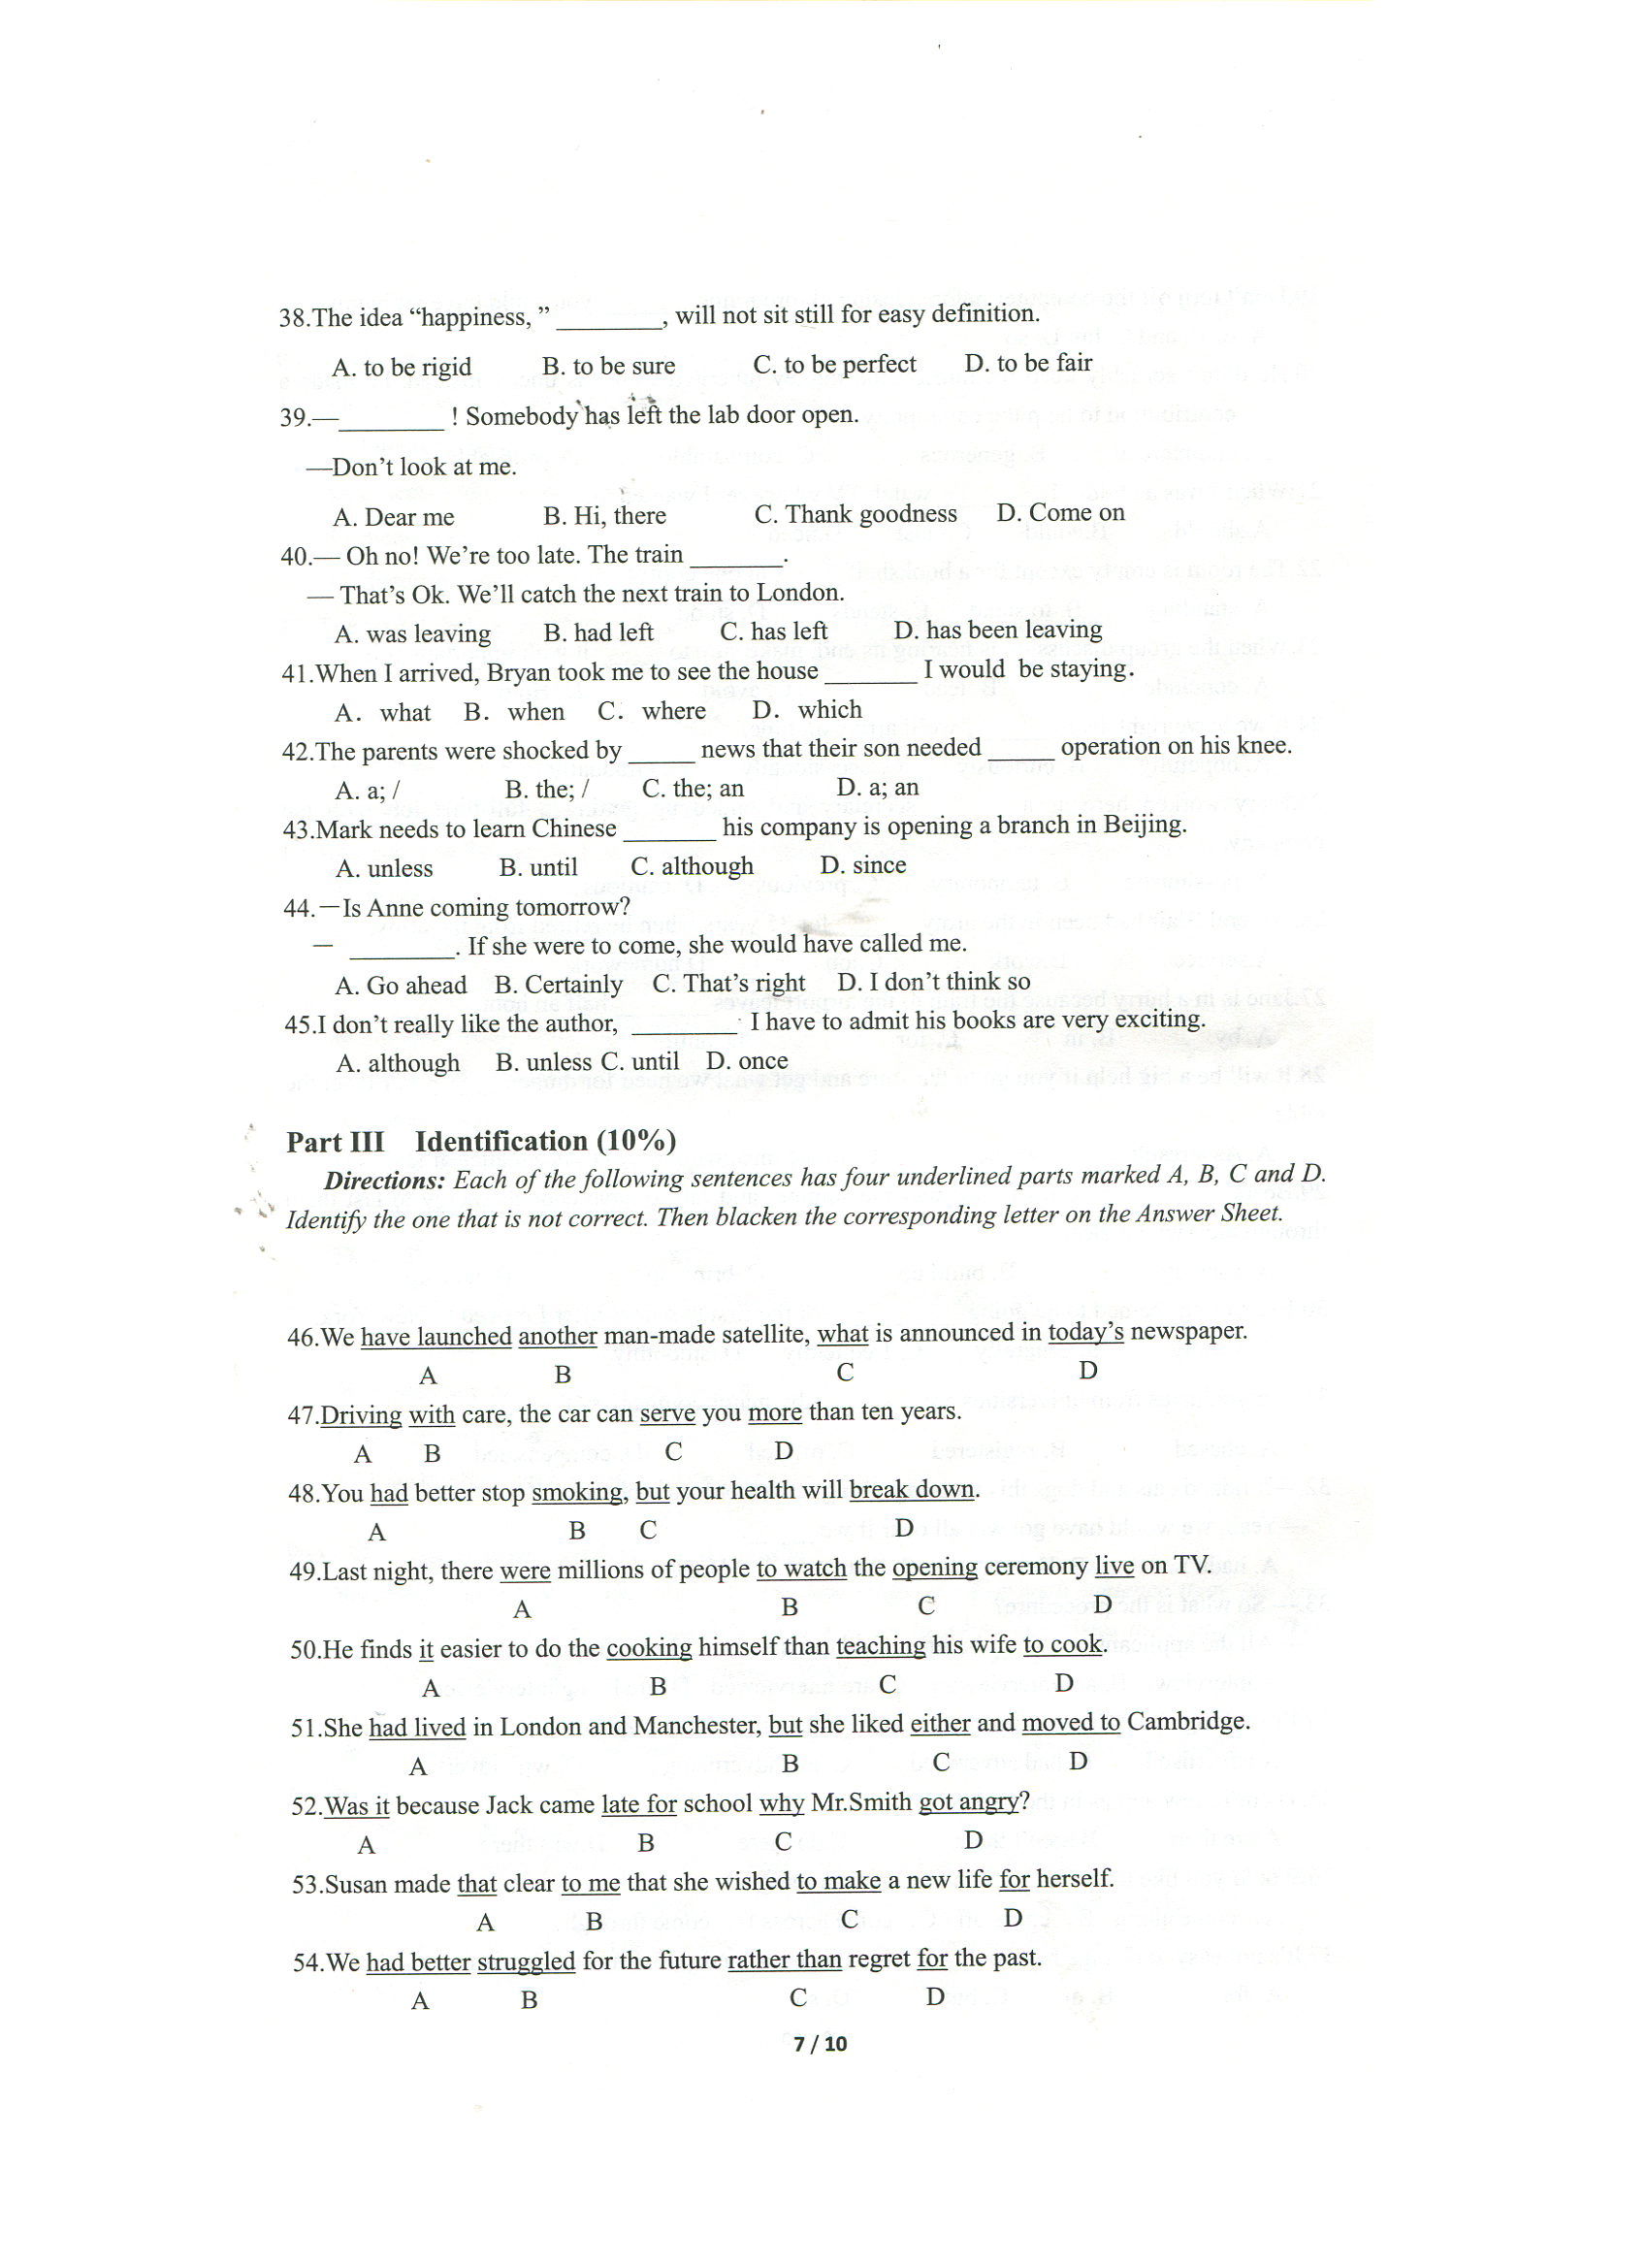 38.The idea “happiness, ” ________, will not sit still for easy definition.
A. to be rigid B. to be sure C. to be perfect D. to be fair
39.—________ ! Somebody has left the lab door open.
—Don’t look at me.
A. Dear me B. Hi, there C. Thank goodness D. Come on
40.— Oh no! We’re too late. The train _______.
— That’s Ok. We’ll catch the next train to London.
A. was leaving B. had left C. has left D. has been leaving
41.When I arrived, Bryan took me to see the house _______ I would be staying.
A. what B. when C. where D. which
42.The parents were shocked by _____ news that their son needed _____ operation on his knee.
A. a; / B. the; / C. the; an D. a; an
43.Mark needs to learn Chinese _______ his company is opening a branch in Beijing.
A. unless B. until C. although D. since
44.—Is Anne coming tomorrow?
— ________. If she were to come, she would have called me.
A. Go ahead B. Certainly C. That’s right D. I don’t think so
45.I don’t really like the author, ________ I have to admit his books are very exciting.
A. although B. unless C. until D. once
Part III Identification (10%)
Directions: Each of the following sentences has four underlined parts marked A, B, C and D.
Identify the one that is not correct. Then blacken the corresponding letter on the Answer Sheet.
46.We have launched another man-made satellite, what is announced in today’s newspaper.
A B C D
47.Driving with care, the car can serve you more than ten years.
A B C D
48.You had better stop smoking, but your health will break down.
A B C D
49.Last night, there were millions of people to watch the opening ceremony live on TV.
A B C D
50.He finds it easier to do the cooking himself than teaching his wife to cook.
A B C D
51.She had lived in London and Manchester, but she liked either and moved to Cambridge.
A B C D
52.Was it because Jack came late for school why Mr.Smith got angry?
A B C D
53.Susan made that clear to me that she wished to make a new life for herself.
A B C D
54.We had better struggled for the future rather than regret for the past.
A B C D
7 / 10